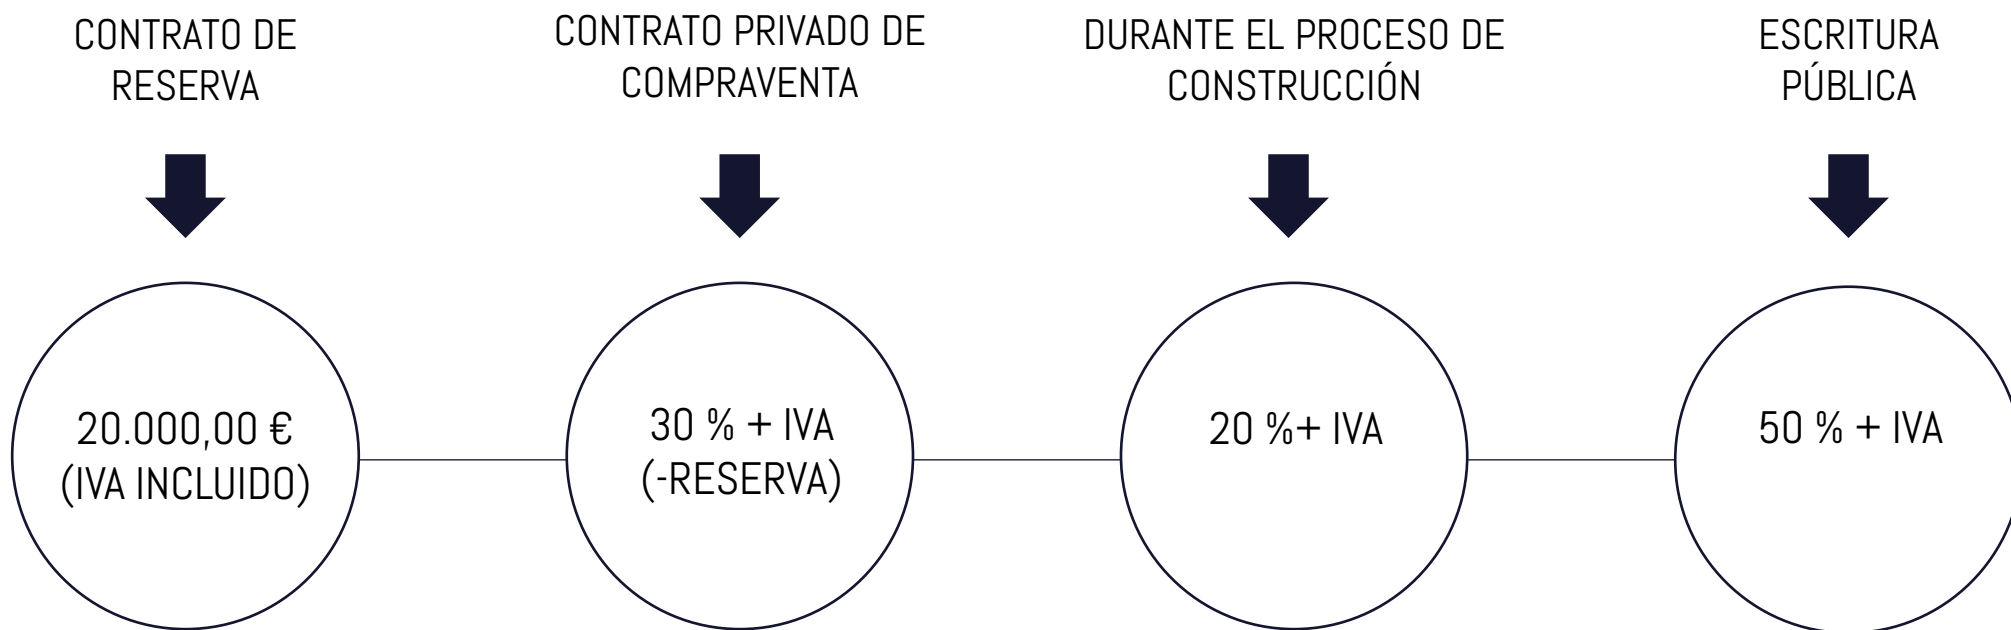 CONTRATO DE
RESERVA
CONTRATO PRIVADO DE
COMPRAVENTA
DURANTE EL PROCESO DE
CONSTRUCCIÓN
ESCRITURA
PÚBLICA
20.000,00 €
(IVA INCLUIDO)
30 % + IVA
(-RESERVA)
20 %+ IVA
50 % + IVA